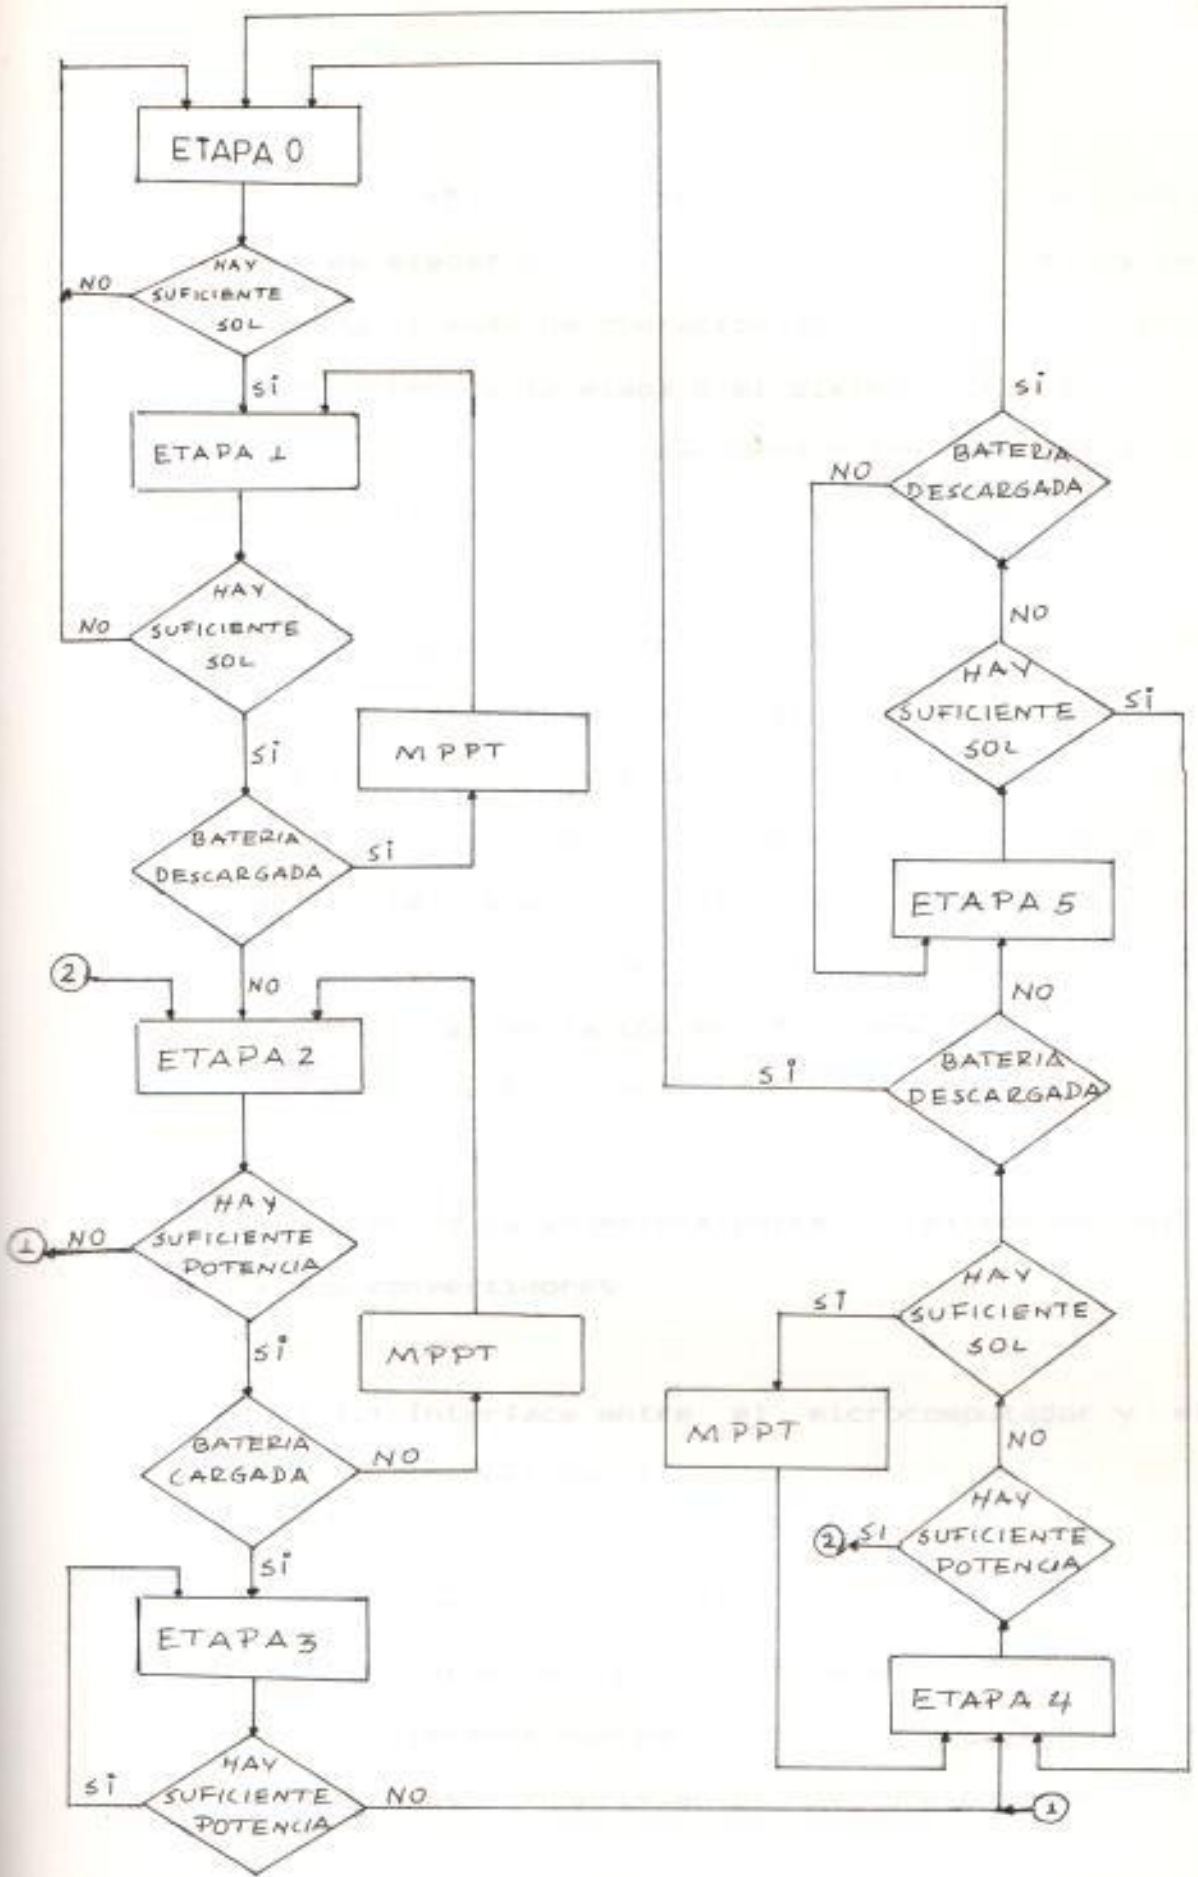 ETAPA 0
HAY
SUFICIENTE
SOL
NO
SI
ETAPA 1
HAY
SUFICIENTE
SOL
NO
SI
MPPT
BATERIA
DESCARGADA
SI
NO
2
ETAPA 2
HAY
SUFICIENTE
POTENCIA
NO
1
SI
MPPT
BATERIA
CARGADA
NO
SI
ETAPA 3
HAY
SUFICIENTE
POTENCIA
SI
NO
SI
BATERIA
DESCARGADA
NO
NO
HAY
SUFICIENTE
SOL
SI
ETAPA 5
NO
BATERIA
DESCARGADA
SI
HAY
SUFICIENTE
SOL
SI
MPPT
NO
HAY
SUFICIENTE
POTENCIA
SI
2
ETAPA 4
1